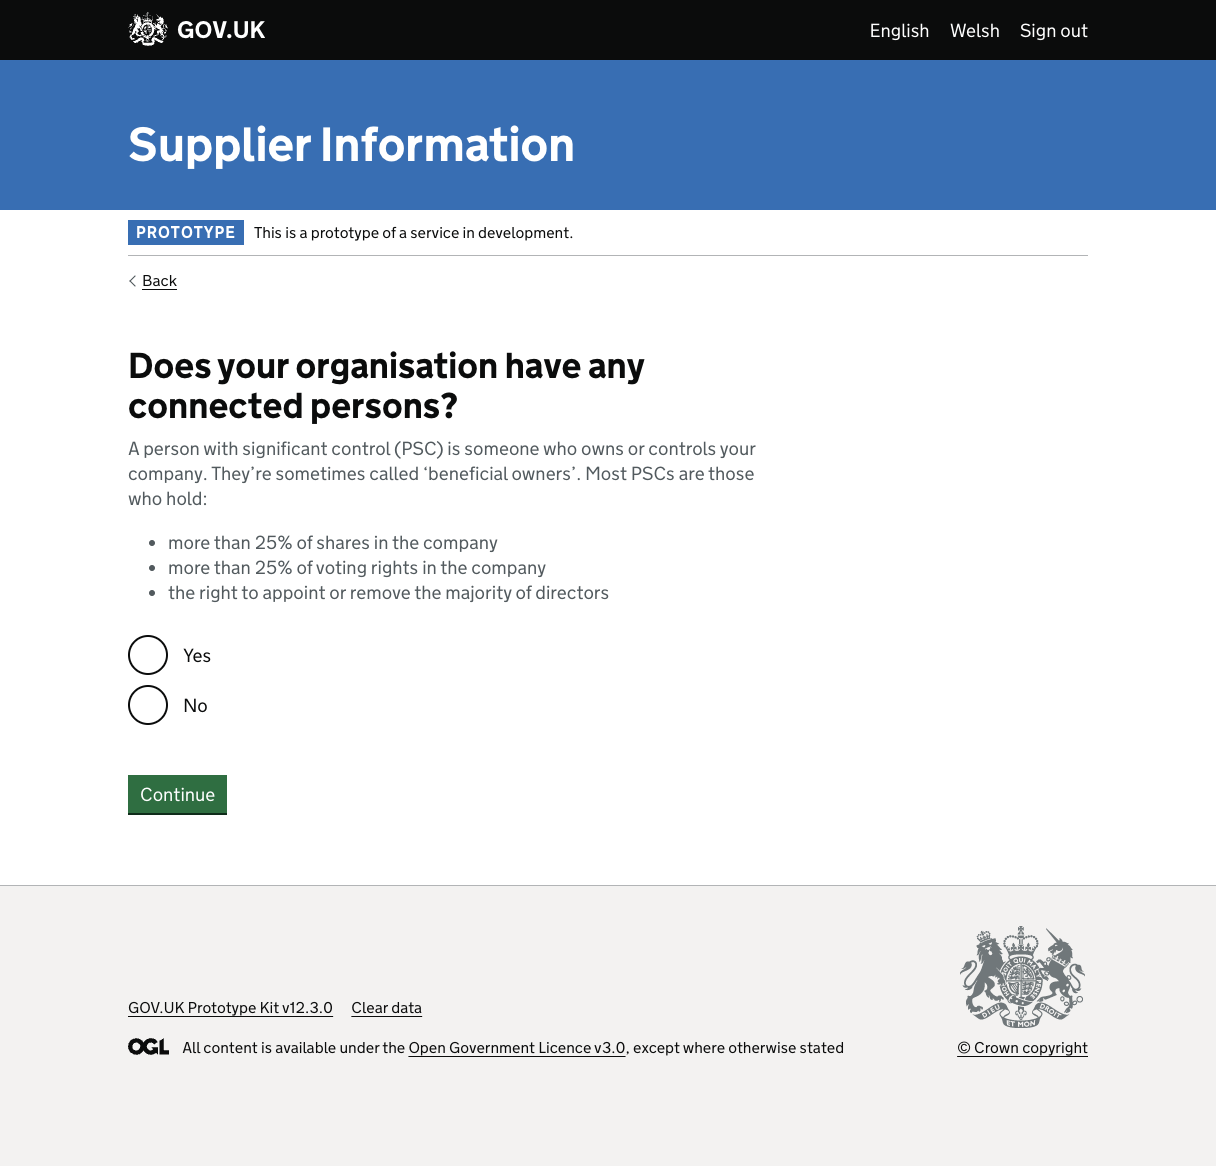 GOV.UK
English Welsh Sign out
Supplier Information
PROTOTYPE This is a prototype of a service in development.
Back
Does your organisation have any
connected persons?
A person with significant control (PSC) is someone who owns or controls your
company. They’re sometimes called ‘beneficial owners’. Most PSCs are those
who hold:
• more than 25% of shares in the company
• more than 25% of voting rights in the company
• the right to appoint or remove the majority of directors
Yes
No
Continue
GOV.UK Prototype Kit v12.3.0 Clear data
OGL All content is available under the Open Government Licence v3.0, except where otherwise stated
DIEU ET MON DROIT
© Crown copyright